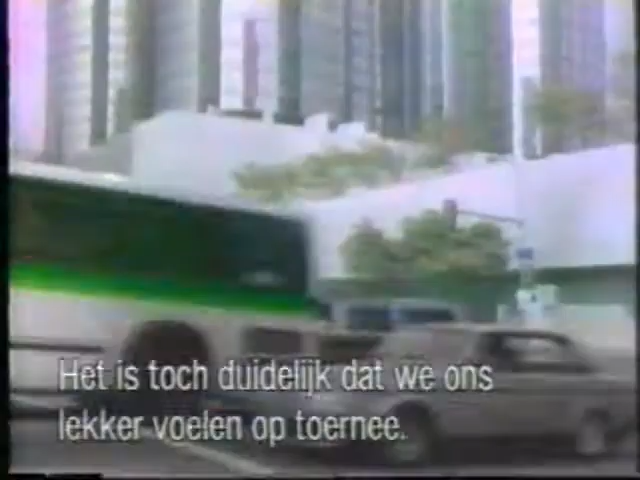 Het is toch duidelijk dat we ons
lekker voelen op toernee.